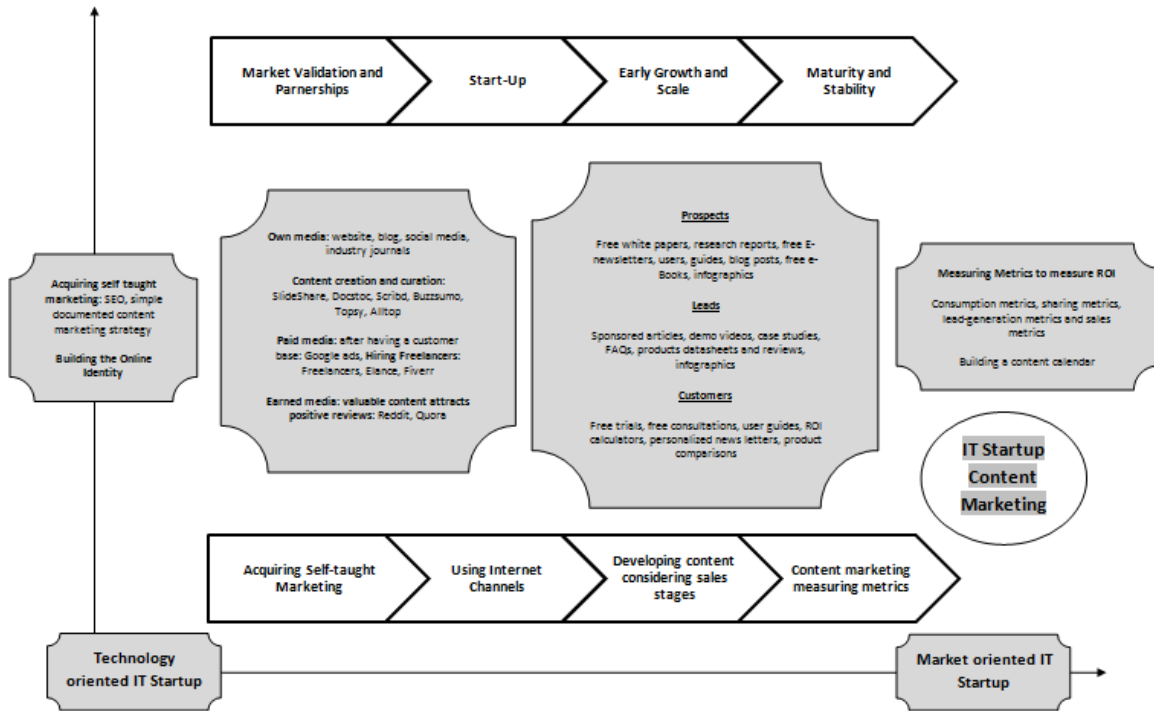 Market Validation and
Parnerships
Start-Up
Early Growth and
Scale
Maturity and
Stability
Acquiring self taught
marketing: SEO, simple
documented content
marketing strategy
Building the Online
Identity
Own media: website, blog, social media,
industry journals
Content creation and curation:
SlideShare, Docstoc, Scribd, Buzzsumo,
Topsy, Alltop
Paid media: after having a customer
base: Google ads, Hiring Freelancers:
Freelancers, Elance, Fiverr
Earned media: valuable content attracts
positive reviews: Reddit, Quora
Prospects
Free white papers, research reports, free E-
newsletters, users, guides, blog posts, free e-
Books, infographics
Leads
Sponsored articles, demo videos, case studies,
FAQs, products datasheets and reviews,
infographics
Customers
Free trials, free consultations, user guides, ROI
calculators, personalized news letters, product
comparisons
Measuring Metrics to measure ROI
Consumption metrics, sharing metrics,
lead-generation metrics and sales
metrics
Building a content calendar
IT Startup
Content
Marketing
Acquiring Self-taught
Marketing
Using Internet
Channels
Developing content
considering sales
stages
Content marketing
measuring metrics
Technology
oriented IT Startup
Market oriented IT
Startup